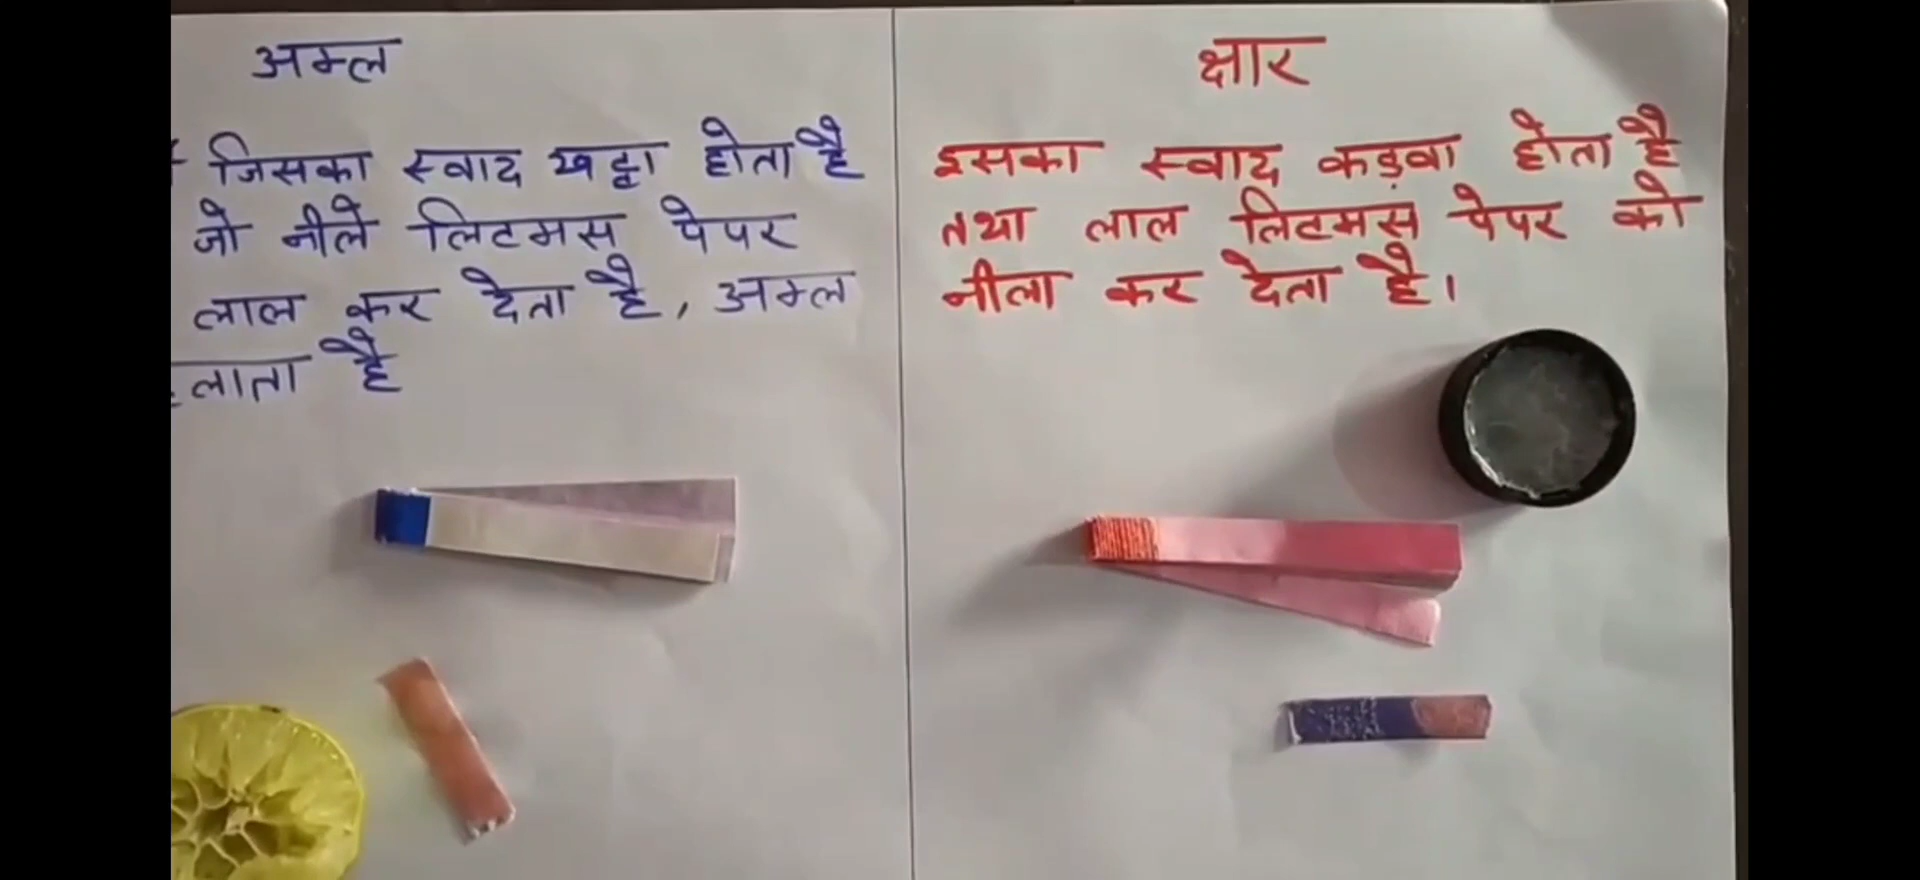 अम्ल
जिसका स्वाद खट्टा होता है
जो नीले लिटमस पेपर
लाल कर देता है, अम्ल
लाता है
क्षार
इसका स्वाद कड़वा होता है
तथा लाल लिटमस पेपर को
नीला कर देता है।